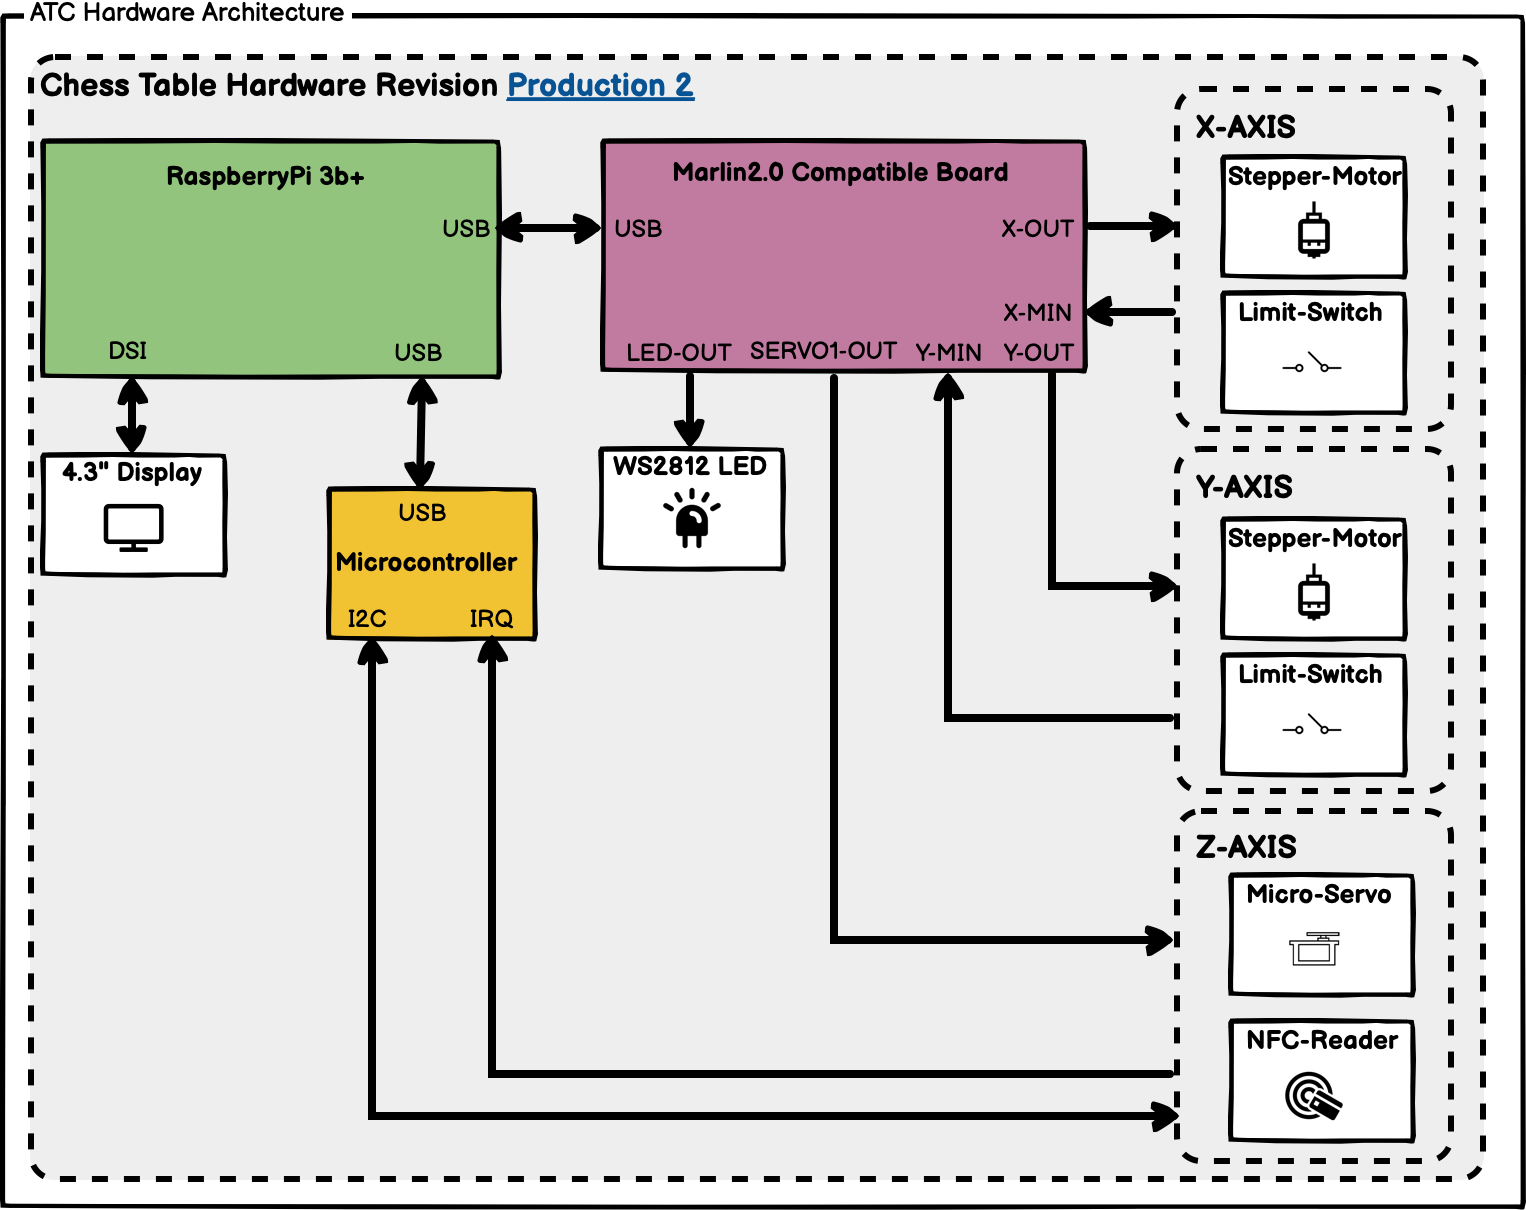 ATC Hardware Architecture
Chess Table Hardware Revision Production 2
RaspberryPi 3b+
USB
DSI
USB
Marlin2.0 Compatible Board
USB
X-OUT
X-MIN
LED-OUT SERVO1-OUT Y-MIN Y-OUT
4.3" Display
USB
Microcontroller
I2C IRQ
WS2812 LED
X-AXIS
Stepper-Motor
Limit-Switch
Y-AXIS
Stepper-Motor
Limit-Switch
Z-AXIS
Micro-Servo
NFC-Reader